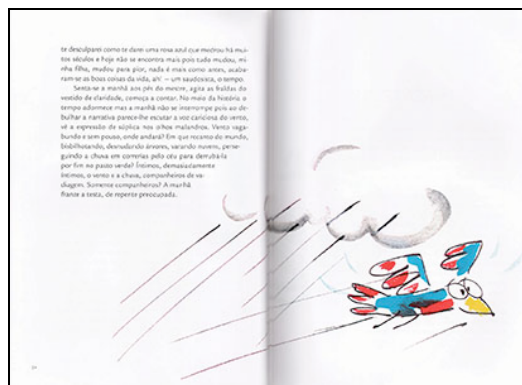 te desculparei como te darei uma rosa azul que medrou há mui-
tos séculos e hoje não se encontra mais pois tudo mudou, mi-
nha filha, mudou para pior, nada é mais como antes, acaba-
ram-se as boas coisas da vida, ah! — um saudosista, o tempo.
Senta-se a manhã aos pés do mestre, agita as fraldas do
vestido de claridade, começa a contar. No meio da história o
tempo adormece mas a manhã não se interrompe pois ao de-
bulhar a narrativa parece-lhe escutar a voz cariciosa do vento,
vê a expressão de súplica nos olhos malandros. Vento vaga-
bundo e sem pouso, onde andará? Em que recanto do mundo,
bisbilhotando, desnudando árvores, varando nuvens, perse-
guindo a chuva em correrias pelo céu para derrubá-la
por fim no pasto verde? Íntimos, demasiadamente
íntimos, o vento e a chuva, companheiros de va-
diagem. Somente companheiros? A manhã
franze a testa, de repente preocupada.